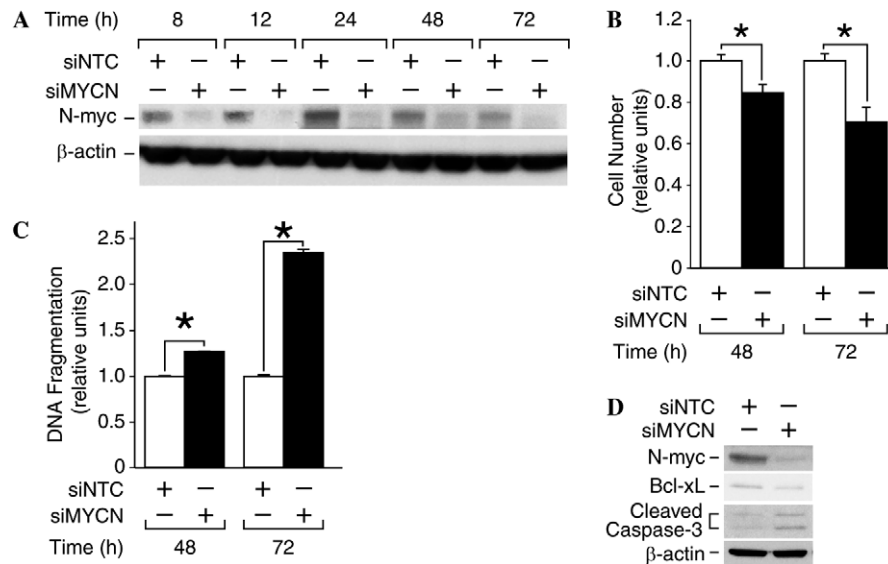 A
Time (h) 8 12 24 48 72
siNTC + − + − + − + − + −
siMYCN − + − + − + − + − +
N-myc –
β-actin –
B
Cell Number
(relative units)
1.2
1.0
0.8
0.6
0.4
0.2
0
* *
siNTC + − + −
siMYCN − + − +
Time (h) 48 72
C
DNA Fragmentation
(relative units)
2.5
2.0
1.5
1.0
0
* *
siNTC + − + −
siMYCN − + − +
Time (h) 48 72
D
siNTC + −
siMYCN − +
N-myc –
Bcl-xL –
Cleaved
Caspase-3
β-actin –